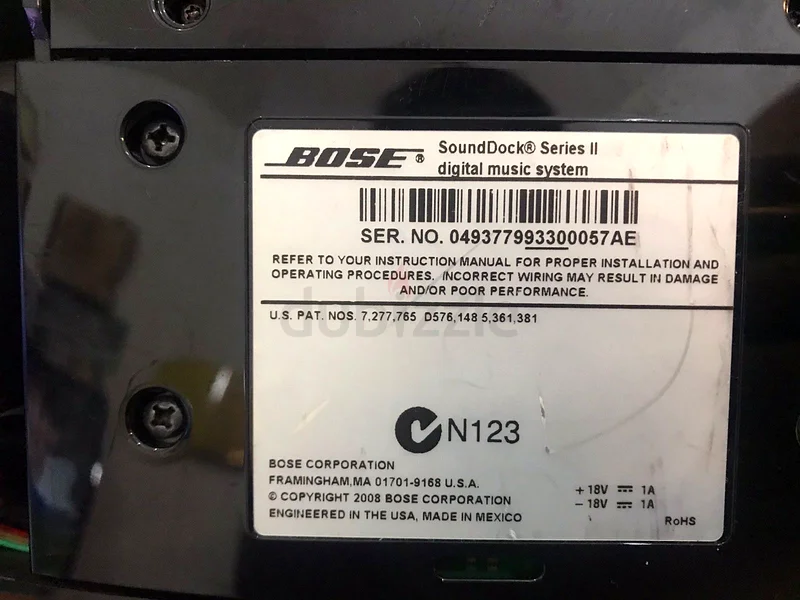 BOSE®
SoundDock® Series II
digital music system
SER. NO. 049377993300057AE
REFER TO YOUR INSTRUCTION MANUAL FOR PROPER INSTALLATION AND
OPERATING PROCEDURES. INCORRECT WIRING MAY RESULT IN DAMAGE
AND/OR POOR PERFORMANCE.
dubizzle
U.S. PAT. NOS. 7,277,765 D576,148 5,361,381
N123
BOSE CORPORATION
FRAMINGHAM,MA 01701-9168 U.S.A.
© COPYRIGHT 2008 BOSE CORPORATION
ENGINEERED IN THE USA, MADE IN MEXICO
+18V ⎓ 1A
-18V ⎓ 1A
RoHS